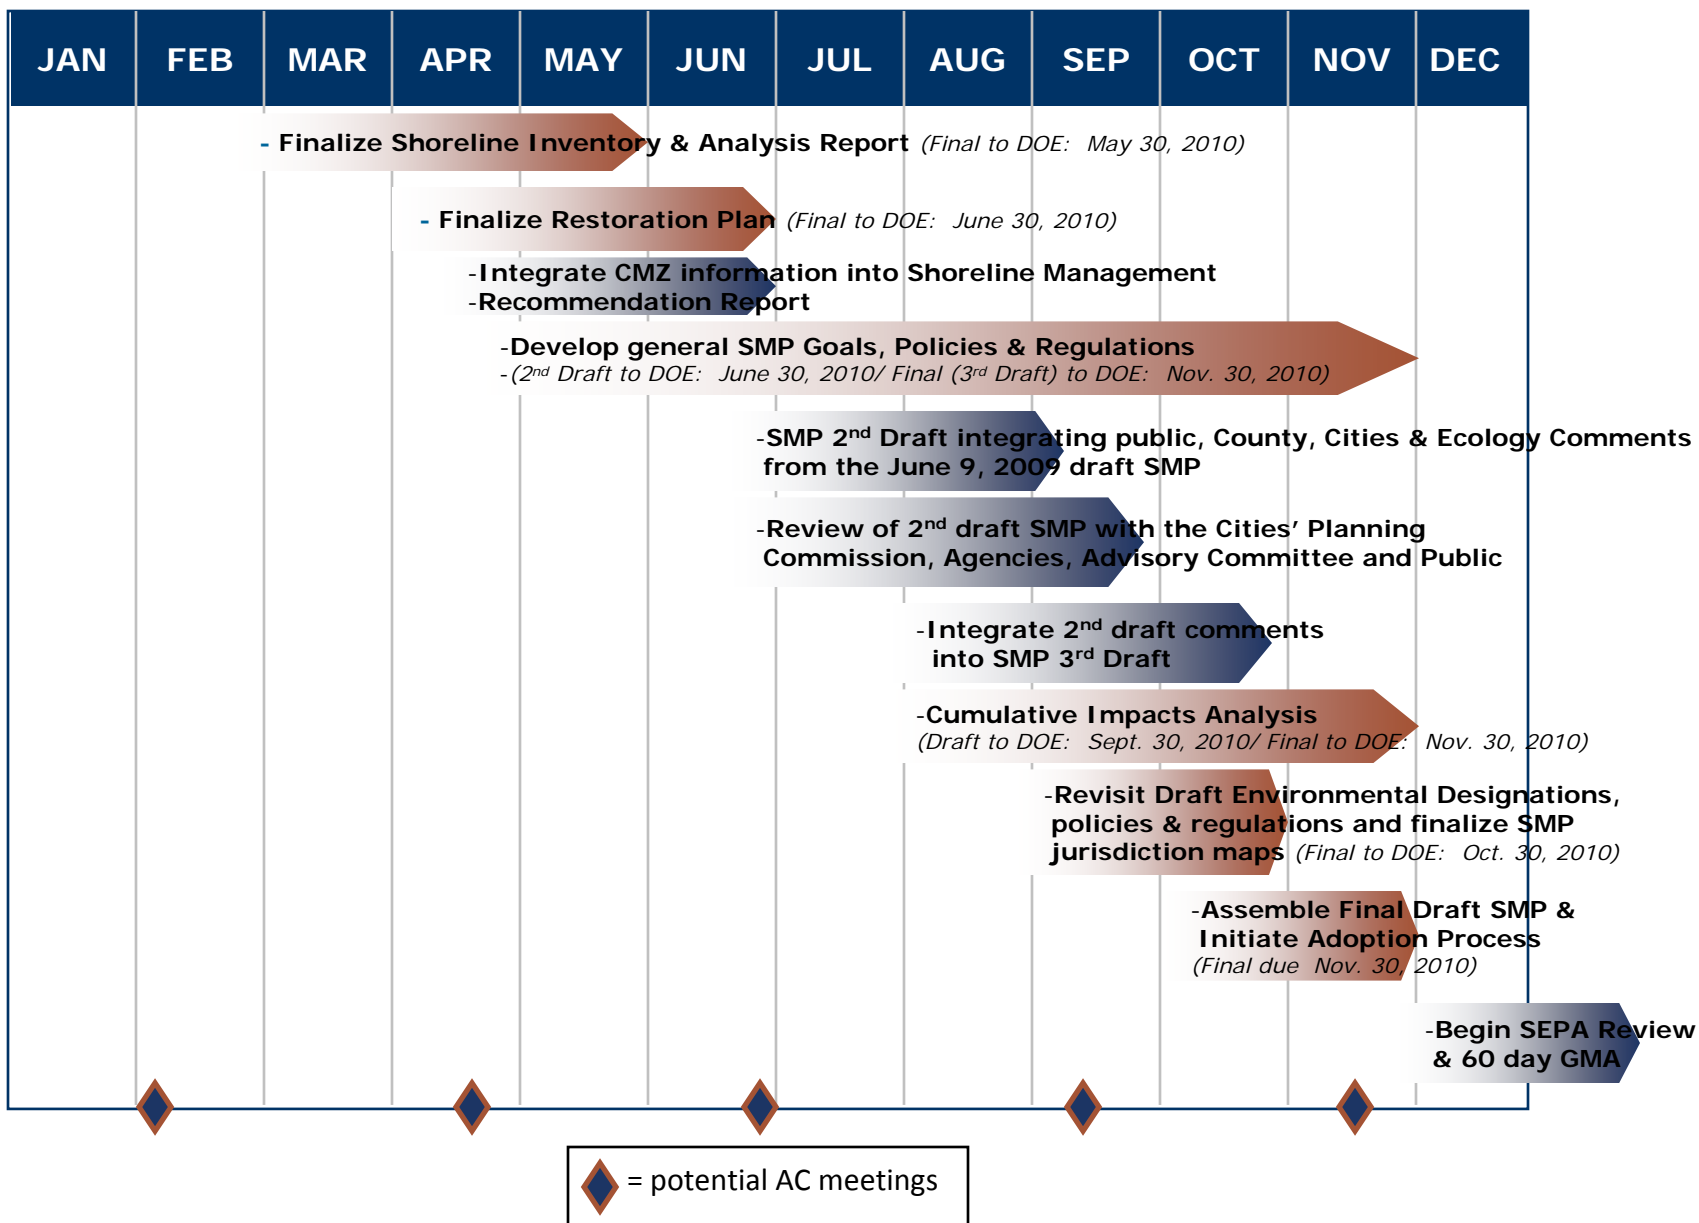 JAN FEB MAR APR MAY JUN JUL AUG SEP OCT NOV DEC
- Finalize Shoreline Inventory & Analysis Report (Final to DOE: May 30, 2010)
- Finalize Restoration Plan (Final to DOE: June 30, 2010)
-Integrate CMZ information into Shoreline Management
-Recommendation Report
-Develop general SMP Goals, Policies & Regulations
-(2nd Draft to DOE: June 30, 2010/ Final (3rd Draft) to DOE: Nov. 30, 2010)
-SMP 2nd Draft integrating public, County, Cities & Ecology Comments
from the June 9, 2009 draft SMP
-Review of 2nd draft SMP with the Cities’ Planning
Commission, Agencies, Advisory Committee and Public
-Integrate 2nd draft comments
into SMP 3rd Draft
-Cumulative Impacts Analysis
(Draft to DOE: Sept. 30, 2010/ Final to DOE: Nov. 30, 2010)
-Revisit Draft Environmental Designations,
policies & regulations and finalize SMP
jurisdiction maps (Final to DOE: Oct. 30, 2010)
-Assemble Final Draft SMP &
Initiate Adoption Process
(Final due Nov. 30, 2010)
-Begin SEPA Review
& 60 day GMA
= potential AC meetings